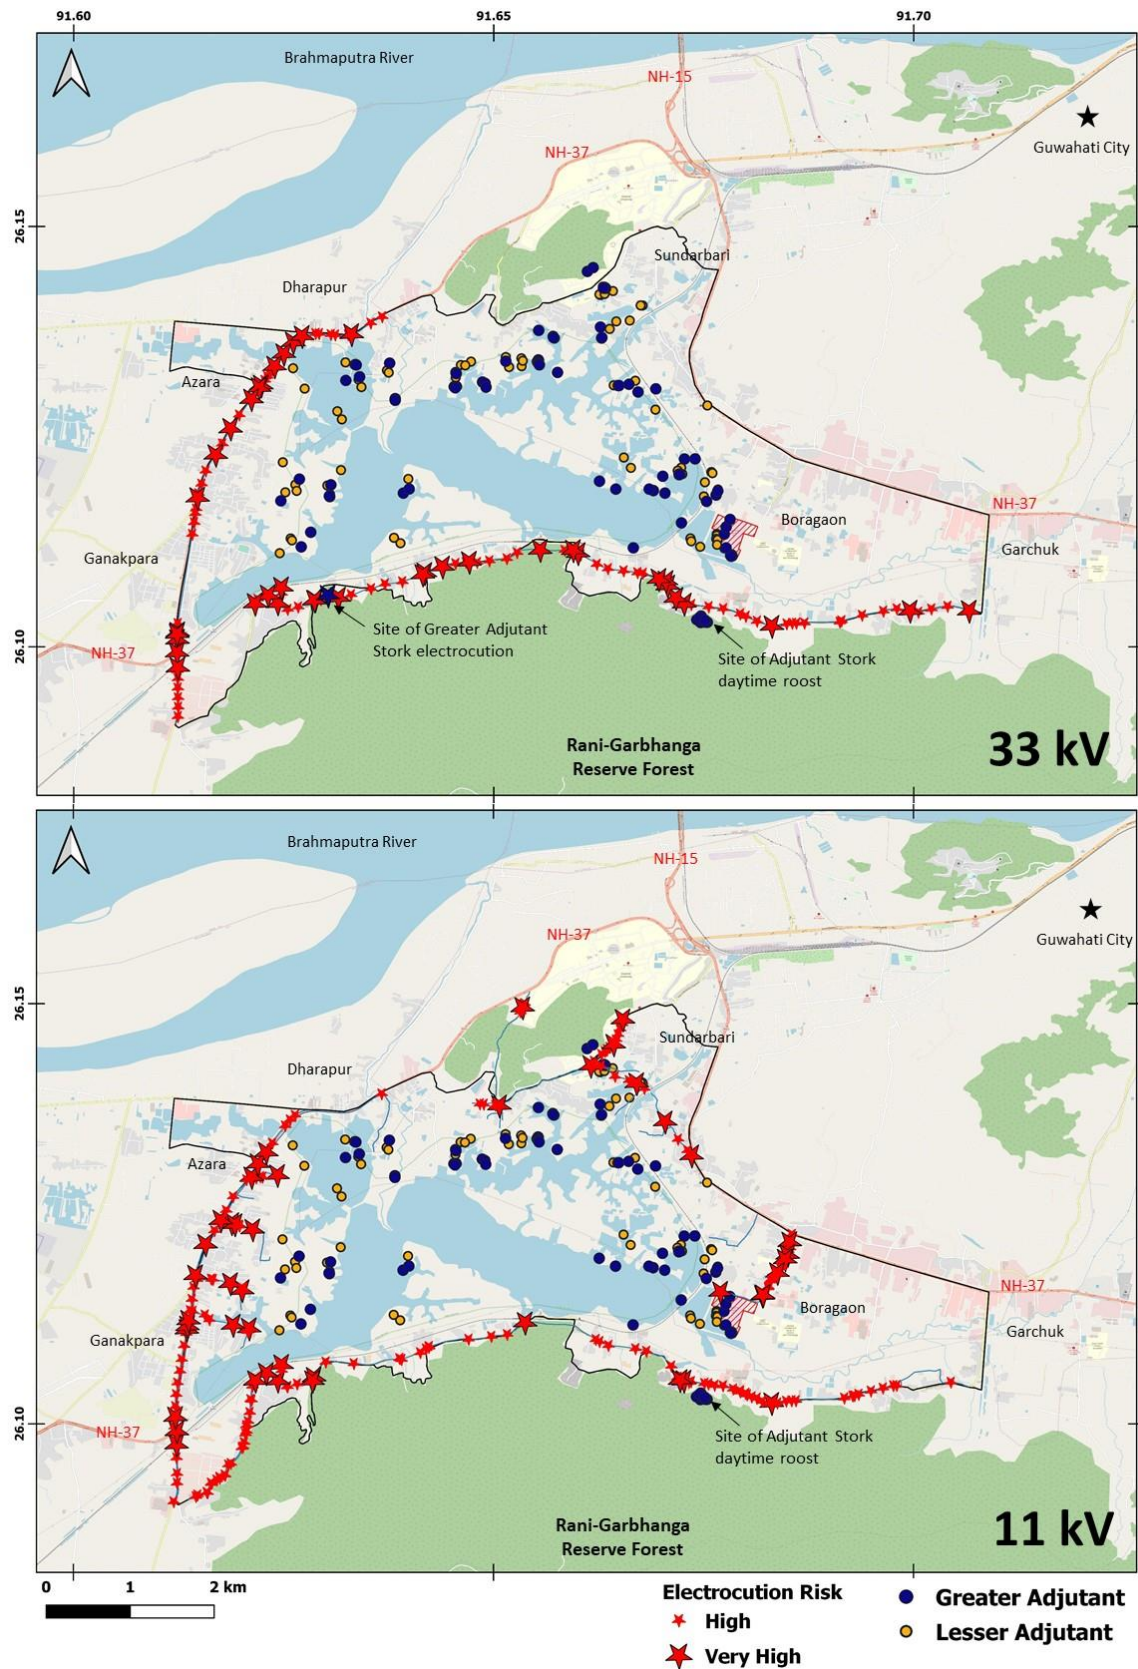 91.60
91.65
91.70
Brahmaputra River
NH-15
Guwahati City
NH-37
26.15
Sundarbari
Dharapur
Azara
NH-37
Boragaon
Ganakpara
Garchuk
26.10
NH-37
Site of Greater Adjutant
Stork electrocution
Site of Adjutant Stork
daytime roost
Rani-Garbhanga
Reserve Forest
33 kV
Brahmaputra River
NH-15
NH-37
Guwahati City
26.15
Sundarbari
Dharapur
Azara
NH-37
Boragaon
Ganakpara
Garchuk
26.10
NH-37
Site of Adjutant Stork
daytime roost
Rani-Garbhanga
Reserve Forest
11 kV
0 1 2 km
Electrocution Risk
High
Very High
Greater Adjutant
Lesser Adjutant